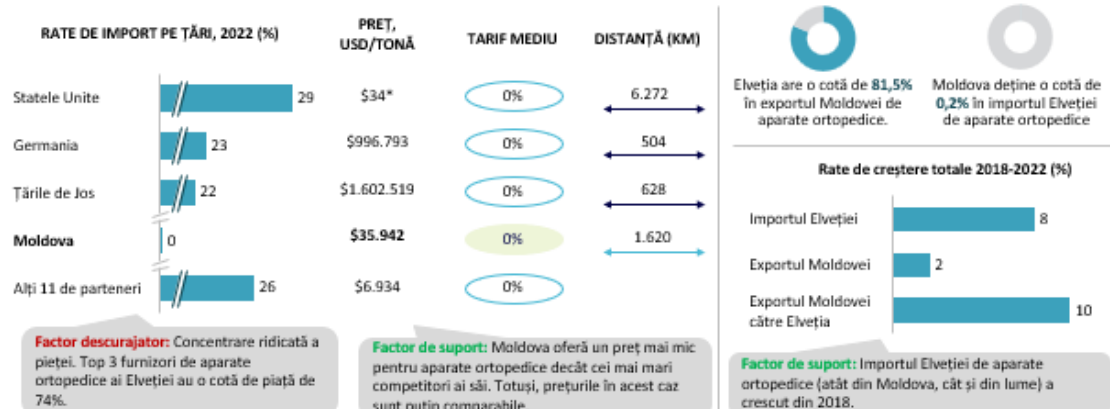 RATE DE IMPORT PE ȚĂRI, 2022 (%)
PREȚ,
USD/TONĂ
TARIF MEDIU
DISTANȚĂ (KM)
Statele Unite
29
$34*
0%
6.272
Germania
23
$996.793
0%
504
Țările de Jos
22
$1.602.519
0%
628
Moldova
0
$35.942
0%
1.620
Alți 11 de parteneri
26
$6.934
0%
Factor descurajator: Concentrare ridicată a
pieței. Top 3 furnizori de aparate
ortopedice ai Elveției au o cotă de piață de
74%.
Factor de suport: Moldova oferă un preț mai mic
pentru aparate ortopedice decât cei mai mari
competitori ai săi. Totuși, prețurile în acest caz
sunt puțin comparabile.
Elveția are o cotă de 81,5%
în exportul Moldovei de
aparate ortopedice.
Moldova deține o cotă de
0,2% în importul Elveției
de aparate ortopedice
Rate de creștere totale 2018-2022 (%)
Importul Elveției
8
Exportul Moldovei
2
Exportul Moldovei
către Elveția
10
Factor de suport: Importul Elveției de aparate
ortopedice (atât din Moldova, cât și din lume) a
crescut din 2018.